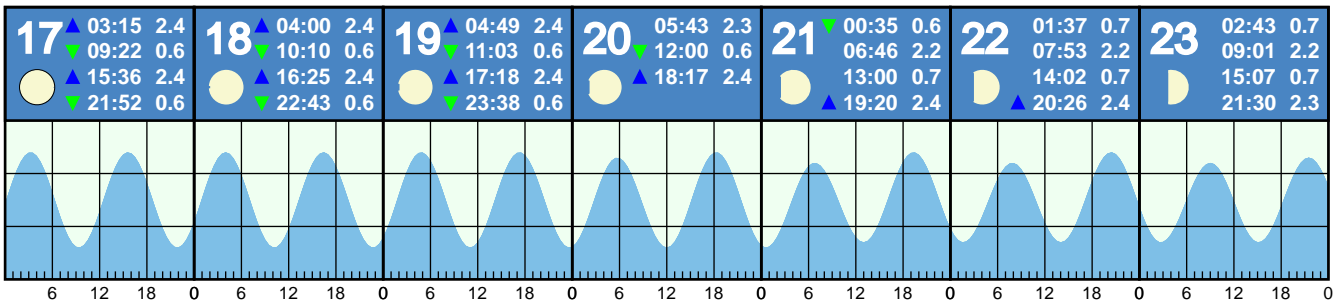 17 ▲ 03:15 2.4
▼ 09:22 0.6
▲ 15:36 2.4
▼ 21:52 0.6
18 ▲ 04:00 2.4
▼ 10:10 0.6
▲ 16:25 2.4
▼ 22:43 0.6
19 ▲ 04:49 2.4
▼ 11:03 0.6
▲ 17:18 2.4
▼ 23:38 0.6
20 05:43 2.3
▼ 12:00 0.6
▲ 18:17 2.4
21 ▼ 00:35 0.6
06:46 2.2
13:00 0.7
▲ 19:20 2.4
22 01:37 0.7
07:53 2.2
14:02 0.7
▲ 20:26 2.4
23 02:43 0.7
09:01 2.2
15:07 0.7
21:30 2.3
6 12 18 0 6 12 18 0 6 12 18 0 6 12 18 0 6 12 18 0 6 12 18 0 6 12 18 0